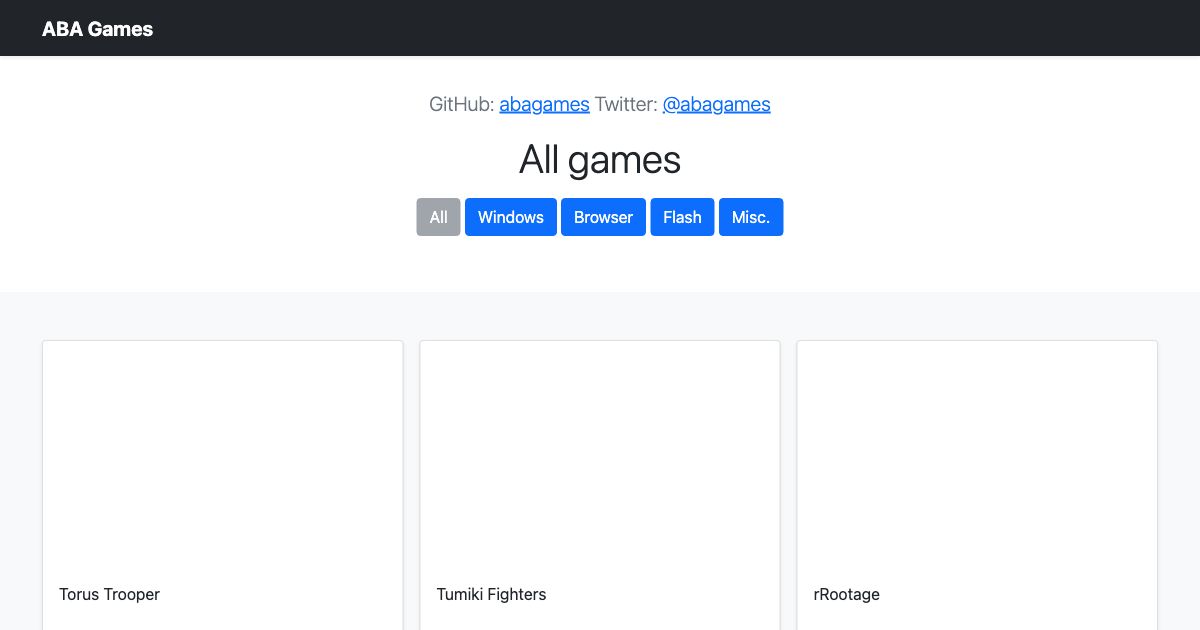 ABA Games
GitHub: abagames Twitter: @abagames
All games
All Windows Browser Flash Misc.
Torus Trooper Tumiki Fighters rRootage